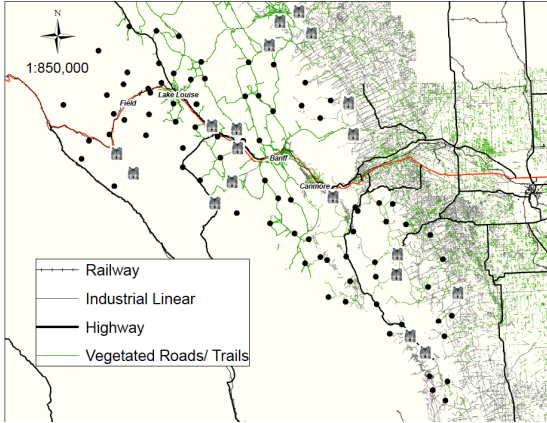 N
1:850,000
Lake Louise
Field
Banff
Canmore
Railway
Industrial Linear
Highway
Vegetated Roads/ Trails